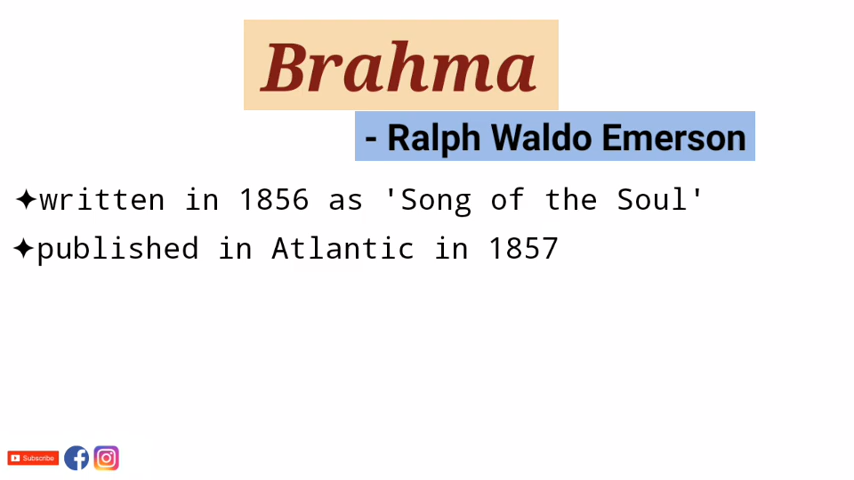 Brahma
- Ralph Waldo Emerson
✦written in 1856 as 'Song of the Soul'
✦published in Atlantic in 1857
Subscribe